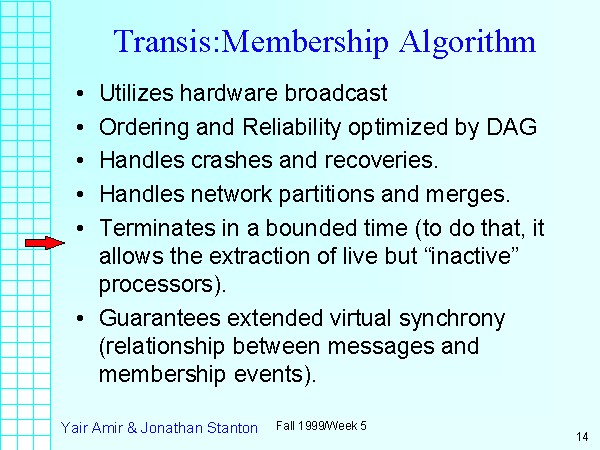 Transis:Membership Algorithm
• Utilizes hardware broadcast
• Ordering and Reliability optimized by DAG
• Handles crashes and recoveries.
• Handles network partitions and merges.
• Terminates in a bounded time (to do that, it
allows the extraction of live but “inactive”
processors).
• Guarantees extended virtual synchrony
(relationship between messages and
membership events).
Yair Amir & Jonathan Stanton Fall 1999/Week 5
14